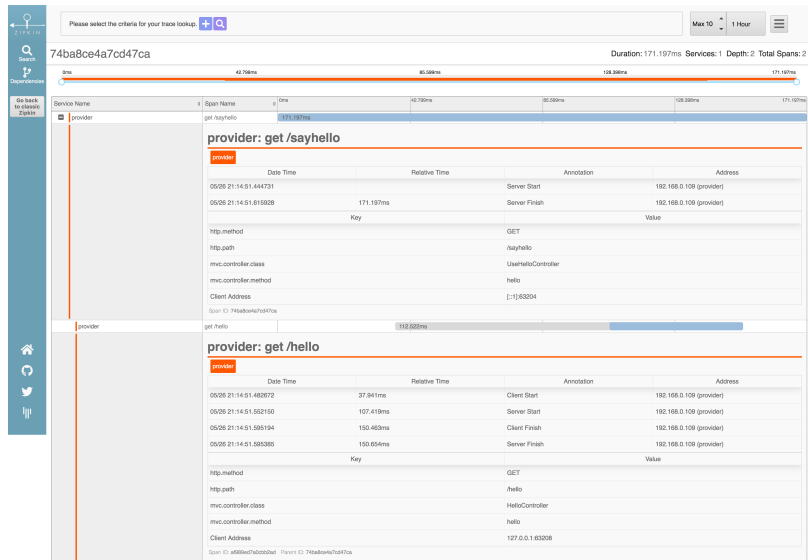 ZIPKIN
Please select the criteria for your trace lookup.
Max 10
1 Hour
Search
Dependencies
Go back to classic Zipkin
74ba8ce4a7cd47ca
Duration: 171.197ms Services: 1 Depth: 2 Total Spans: 2
0ms 42.799ms 85.599ms 128.398ms 171.197ms
Service Name Span Name 0ms 42.799ms 85.599ms 128.398ms 171.197ms
provider get /sayhello 171.197ms
provider: get /sayhello
provider
Date Time Relative Time Annotation Address
05/26 21:14:51.444731 Server Start 192.168.0.109 (provider)
05/26 21:14:51.615928 171.197ms Server Finish 192.168.0.109 (provider)
Key Value
http.method GET
http.path /sayhello
mvc.controller.class UseHelloController
mvc.controller.method hello
Client Address [::1]:63204
Span ID: 74ba8ce4a7cd47ca
provider get /hello 112.522ms
provider: get /hello
provider
Date Time Relative Time Annotation Address
05/26 21:14:51.482672 37.941ms Client Start 192.168.0.109 (provider)
05/26 21:14:51.552150 107.419ms Server Start 192.168.0.109 (provider)
05/26 21:14:51.595194 150.463ms Client Finish 192.168.0.109 (provider)
05/26 21:14:51.595385 150.654ms Server Finish 192.168.0.109 (provider)
Key Value
http.method GET
http.path /hello
mvc.controller.class HelloController
mvc.controller.method hello
Client Address 127.0.0.1:63208
Span ID: Parent ID: 74ba8ce4a7cd47ca